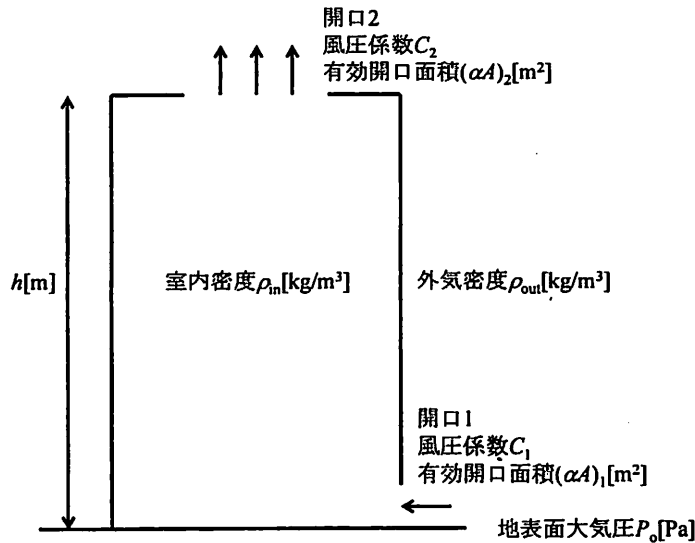 開口2
風圧係数C₂
有効開口面積(αA)₂[m²]
h[m]
室内密度ρin[kg/m³]
外気密度ρout[kg/m³]
開口1
風圧係数C₁
有効開口面積(αA)₁[m²]
地表面大気圧Po[Pa]